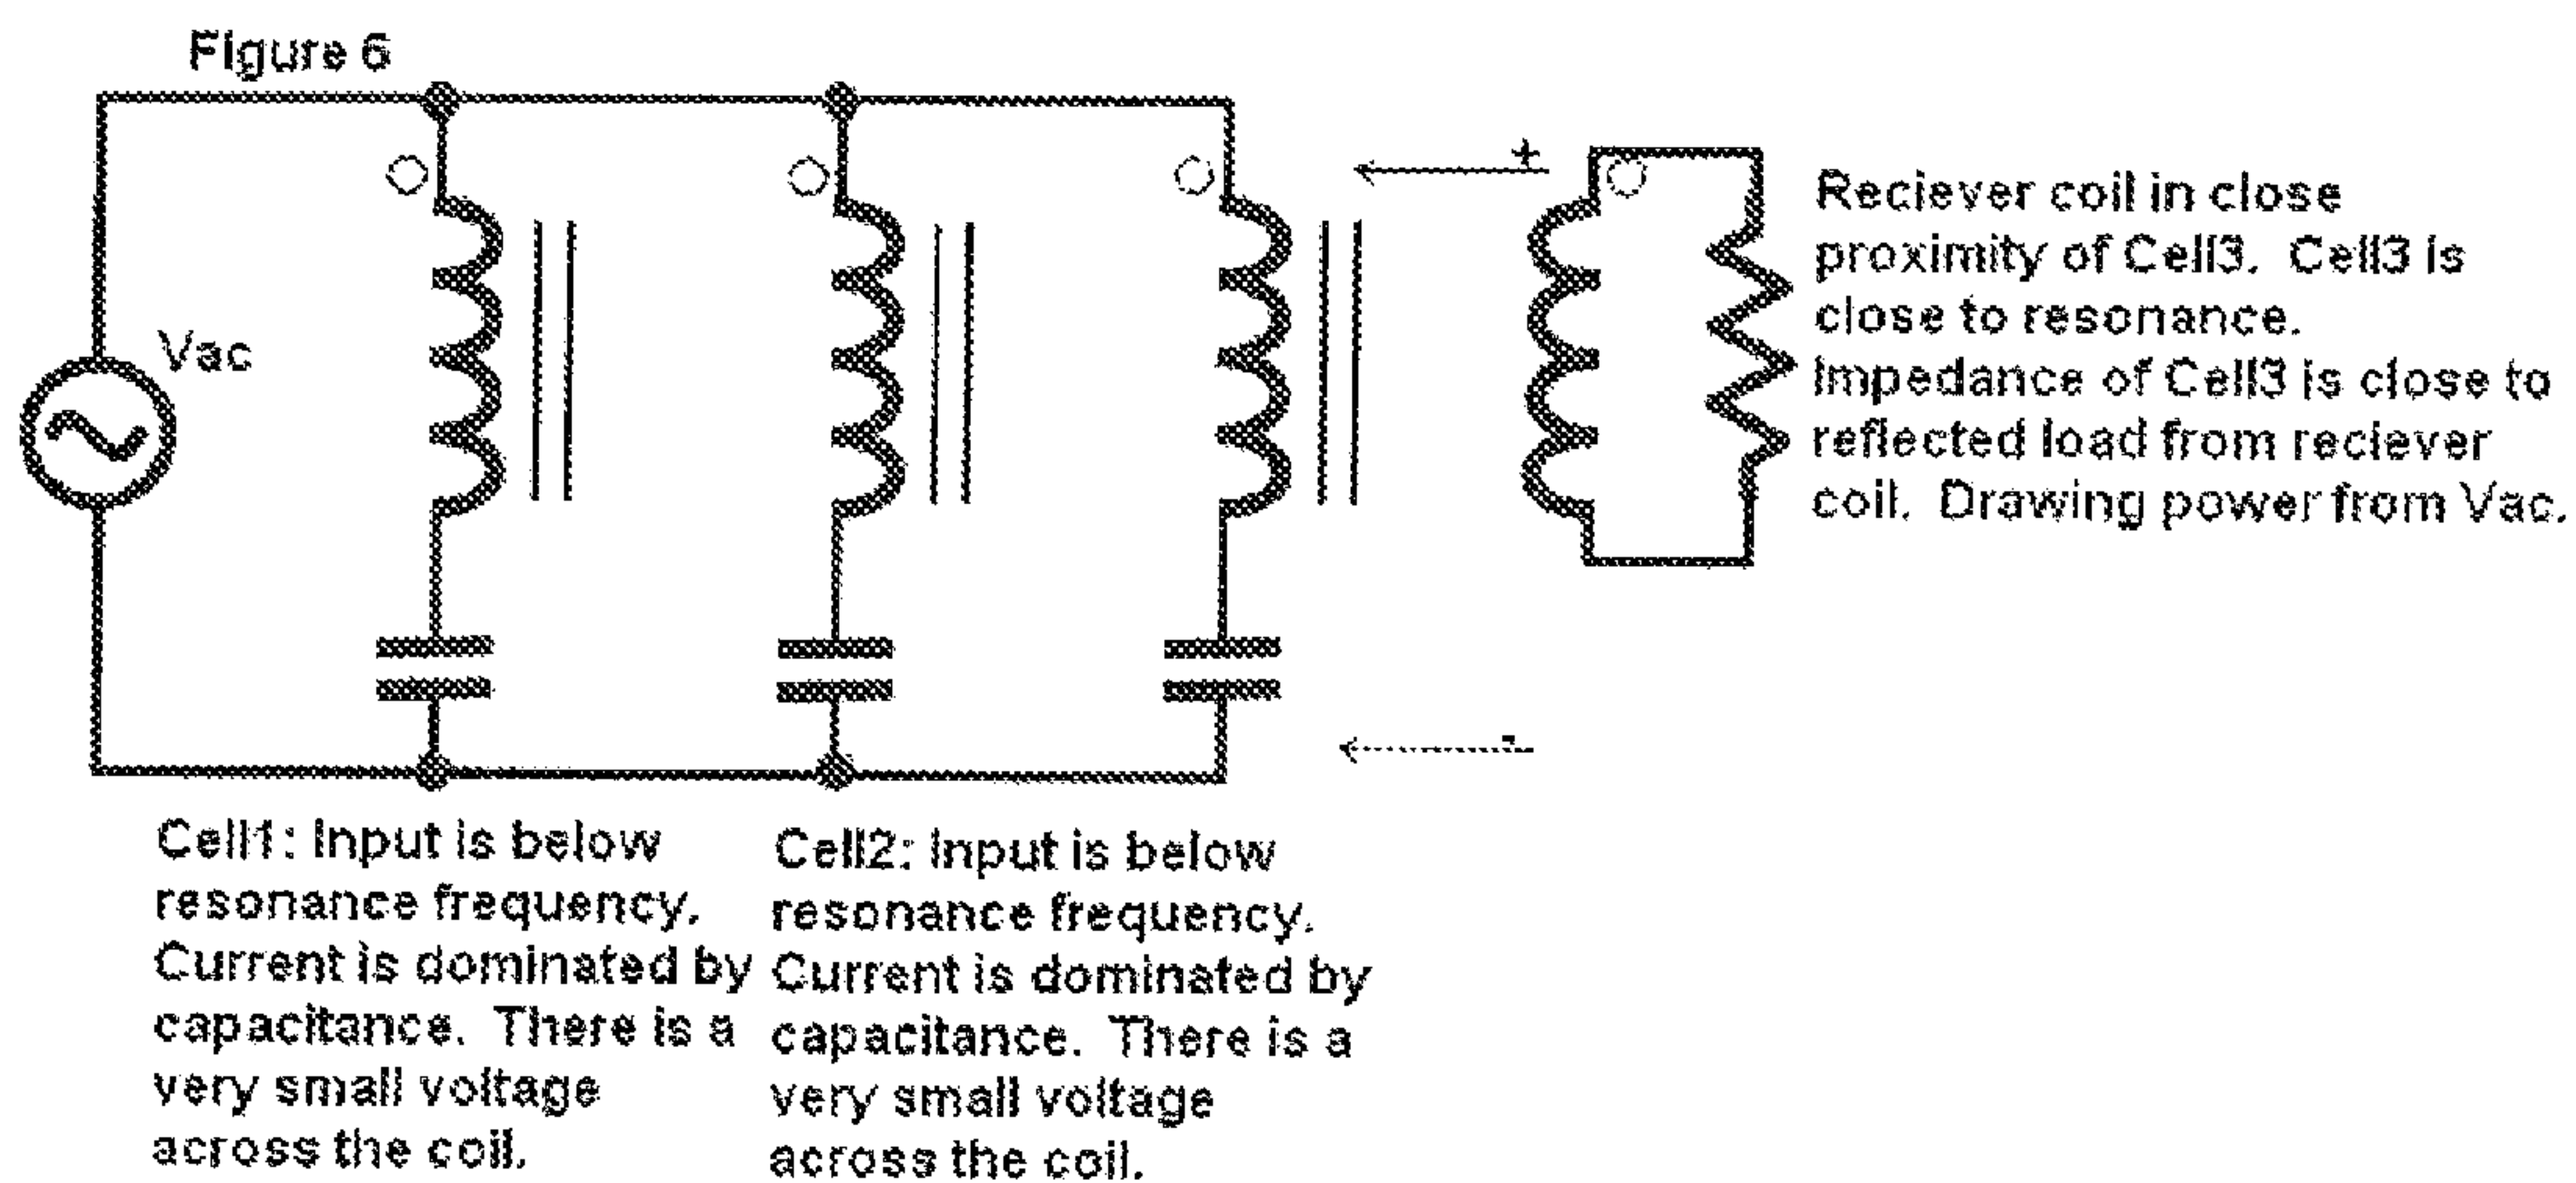 Figure 6
Vac
+
Reciever coil in close
proximity of Cell3. Cell3 is
close to resonance.
Impedance of Cell3 is close to
reflected load from reciever
coil. Drawing power from Vac.
-
Cell1: Input is below
resonance frequency.
Current is dominated by
capacitance. There is a
very small voltage
across the coil.
Cell2: Input is below
resonance frequency.
Current is dominated by
capacitance. There is a
very small voltage
across the coil.